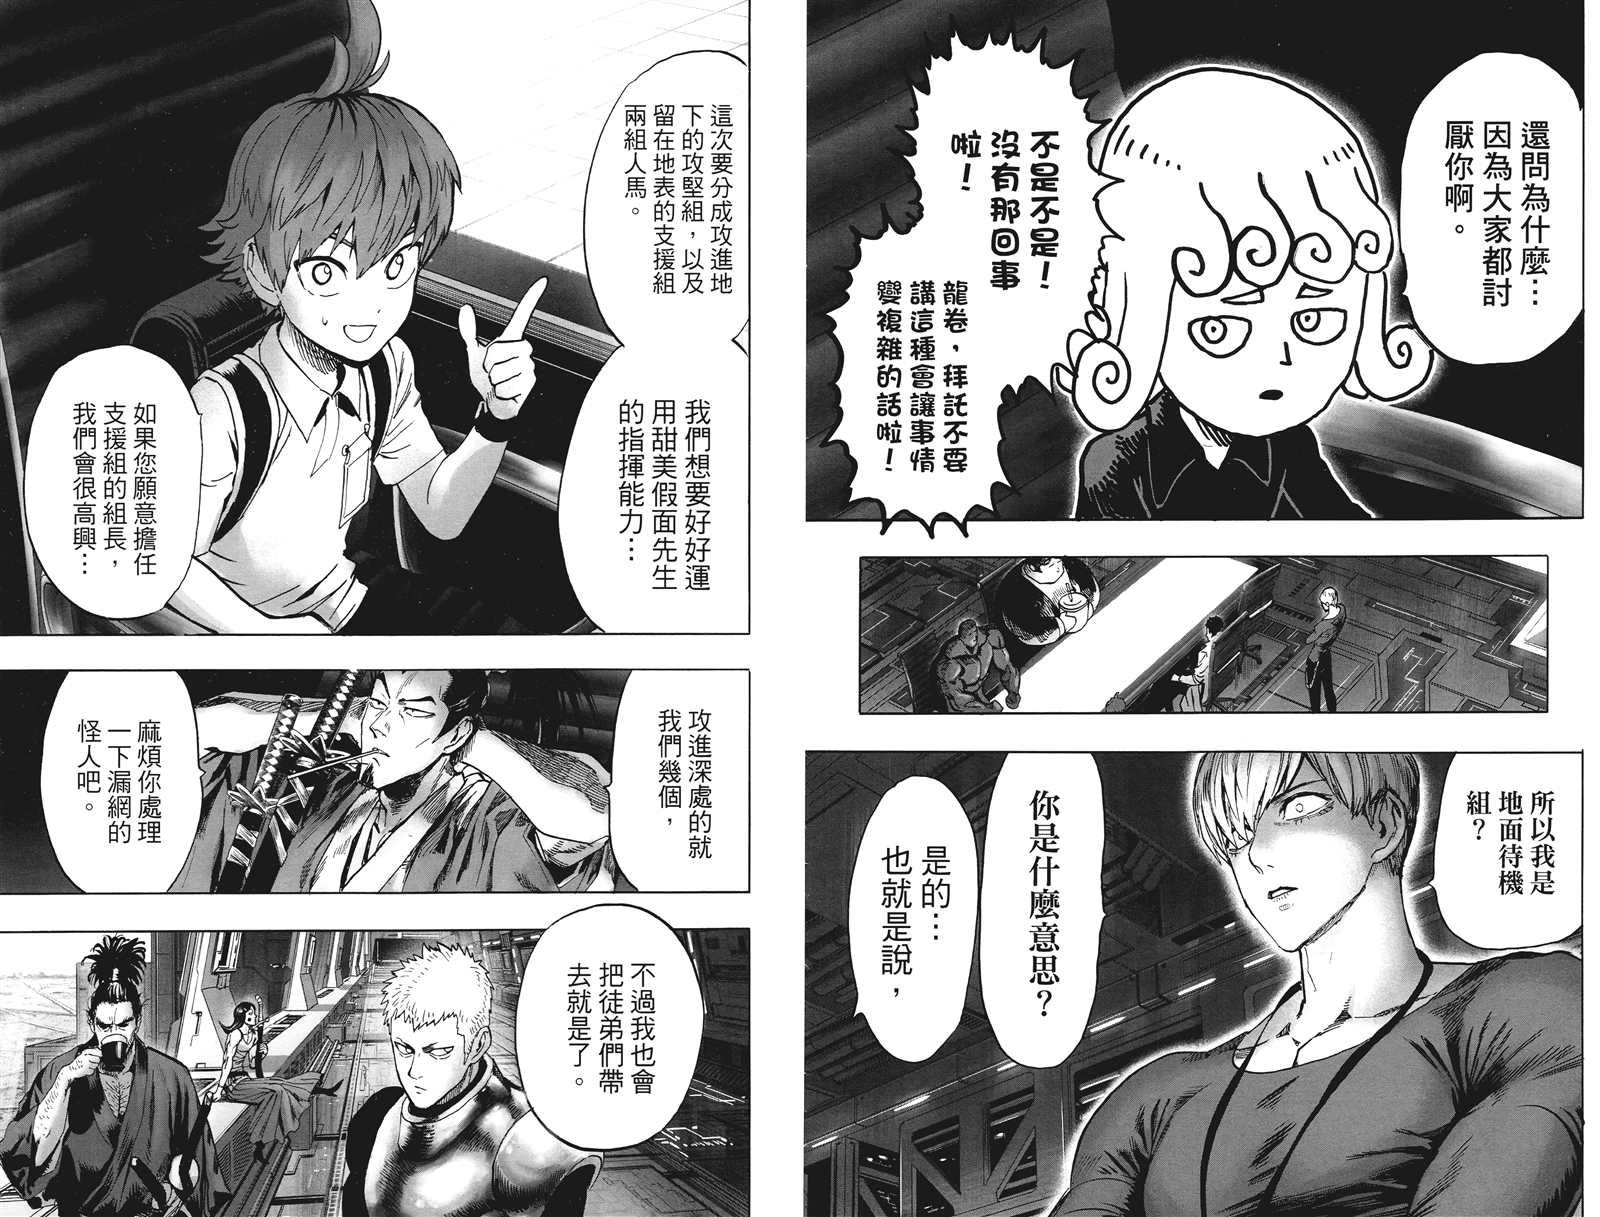 還問為什麼…
因為大家都討
厭你啊。
不是不是！
沒有那回事
啦！
龍卷，拜託不要
講這種會讓事情
變複雜的話啦！
所以我是
地面待機
組？
你是什麼意思？
是的…
也就是說，
這次要分成攻進地
下的攻堅組，以及
留在地表的支援組
兩組人馬。
我們想要好好運
用甜美假面先生
的指揮能力…
如果您願意擔任
支援組的組長，
我們會很高興…
攻進深處的就
我們幾個，
麻煩你處理
一下漏網的
怪人吧。
不過我也會
把徒弟們帶
去就是了。